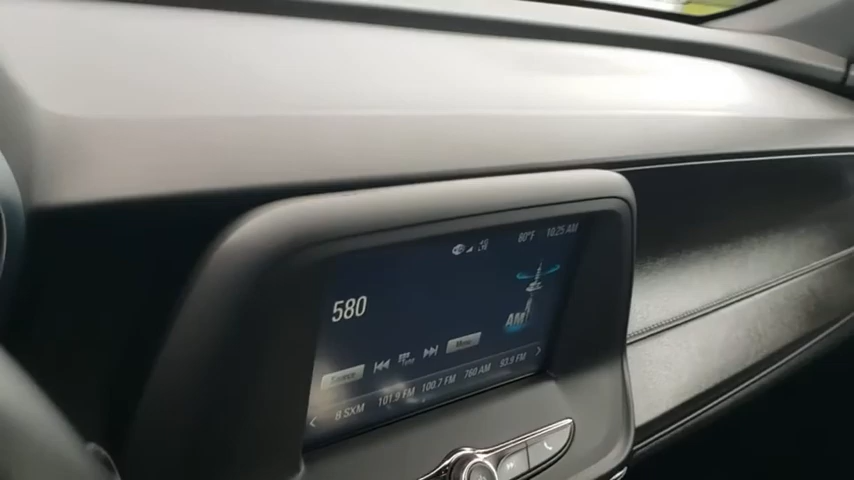 80°F 10:25 AM
580
AM
Tune
Source Menu
8 SXM 101.9 FM 100.7 FM 760 AM 93.9 FM